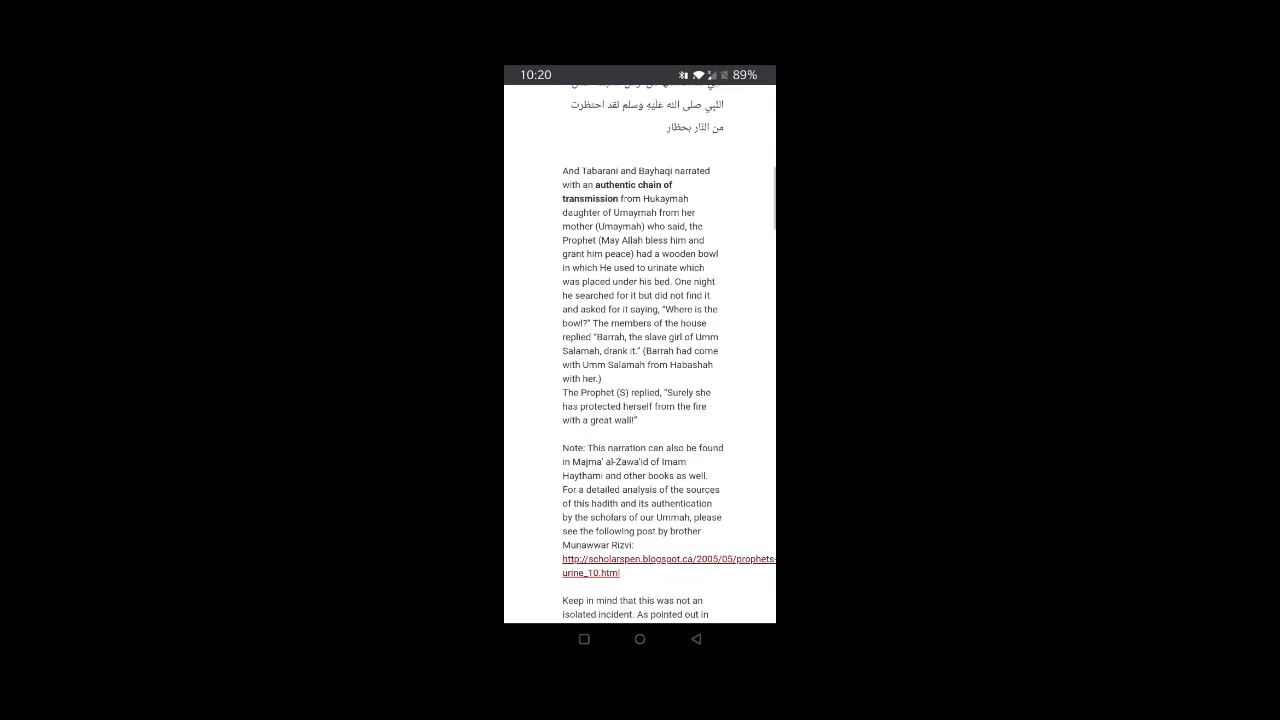 10:20 89%
النَّبِي صلى الله عَلَيْهِ وَسلم لقد احتظرت
من النَّار بحظار
And Tabarani and Bayhaqi narrated
with an authentic chain of
transmission from Hukaymah
daughter of Umaymah from her
mother (Umaymah) who said, the
Prophet (May Allah bless him and
grant him peace) had a wooden bowl
in which He used to urinate which
was placed under his bed. One night
he searched for it but did not find it
and asked for it saying, “Where is the
bowl?” The members of the house
replied “Barrah, the slave girl of Umm
Salamah, drank it.” (Barrah had come
with Umm Salamah from Habashah
with her.)
The Prophet (S) replied, “Surely she
has protected herself from the fire
with a great wall!”
Note: This narration can also be found
in Majma’ al-Zawa’id of Imam
Haythami and other books as well.
For a detailed analysis of the sources
of this hadith and its authentication
by the scholars of our Ummah, please
see the following post by brother
Munawwar Rizvi:
http://scholarspen.blogspot.ca/2005/05/prophets-
urine_10.html
Keep in mind that this was not an
isolated incident. As pointed out in